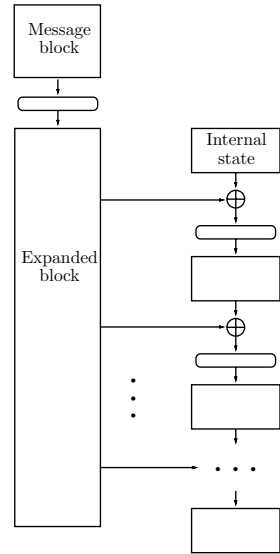 Message
block
Internal
state
Expanded
block